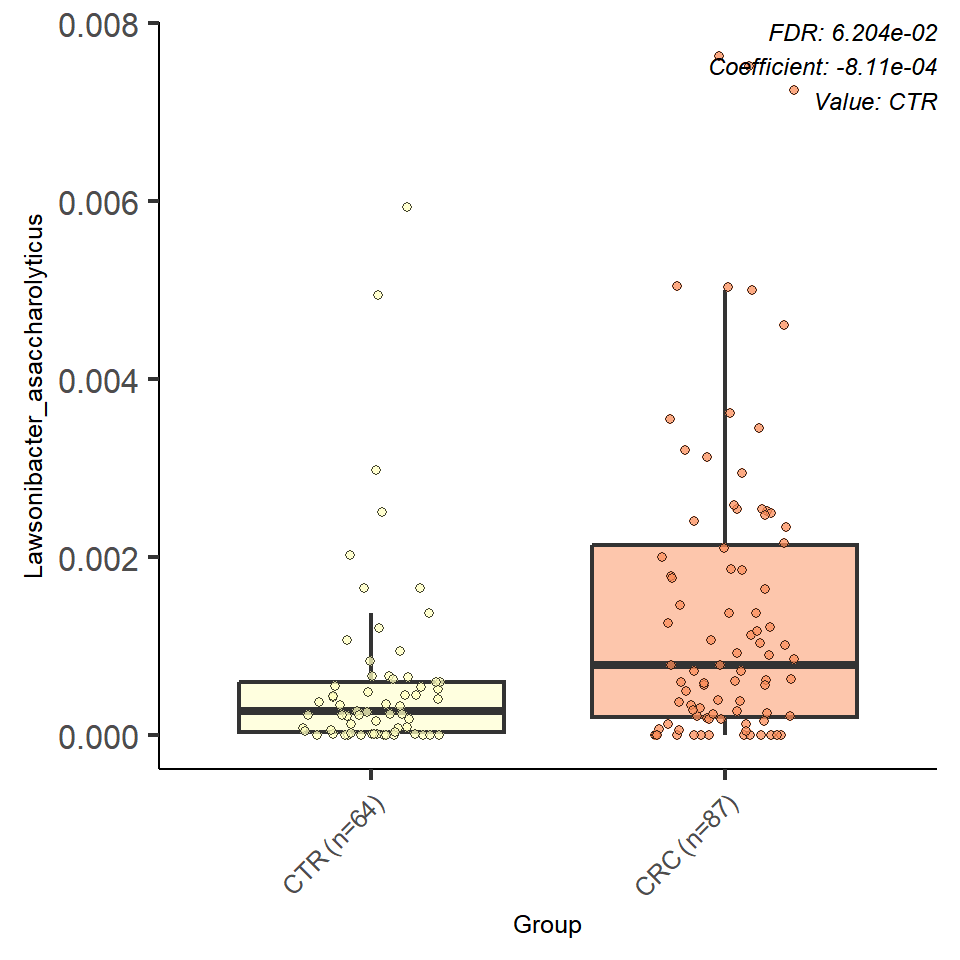 FDR: 6.204e-02
Coefficient: -8.11e-04
Value: CTR
0.008
0.006
0.004
0.002
0.000
Lawsonibacter_asaccharolyticus
CTR (n=64)
CRC (n=87)
Group